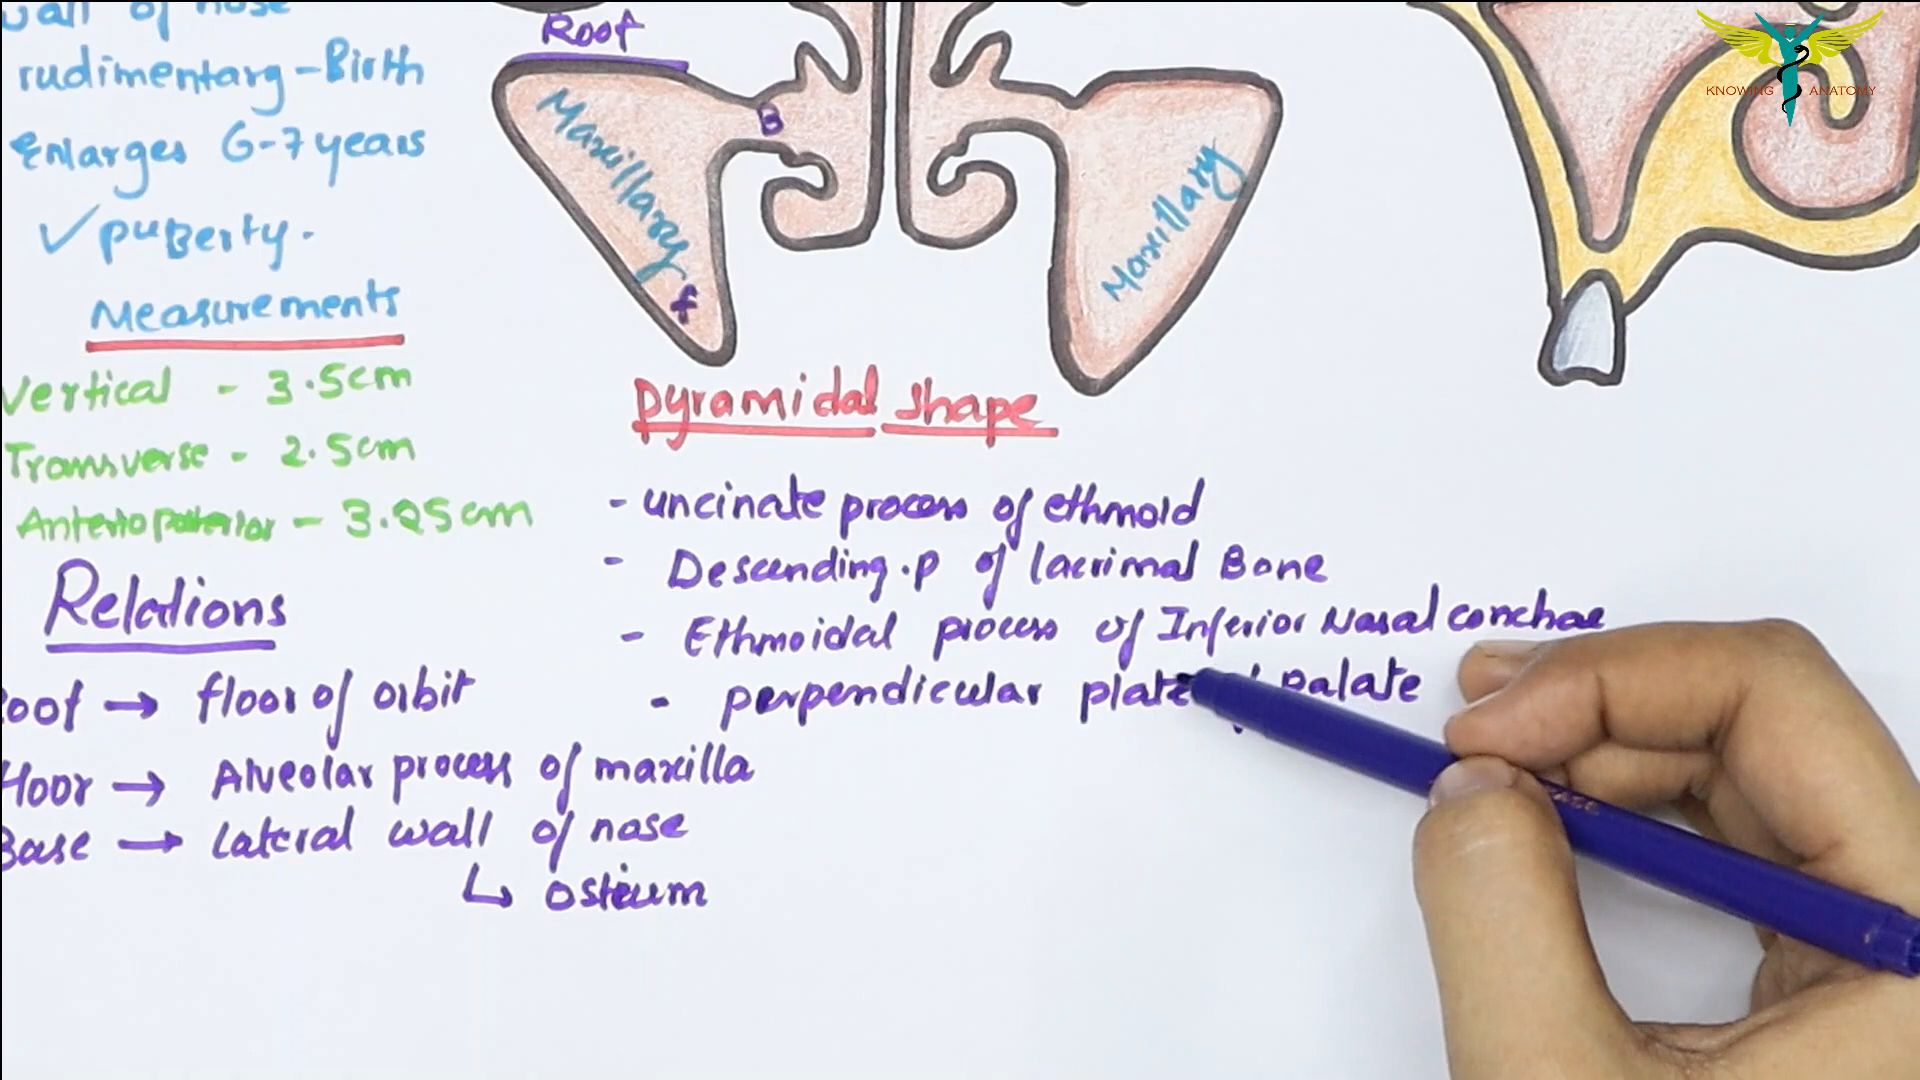 wall of nose
rudimentary - Birth
Enlarges 6-7 years
✓ puBerty.
Measurements
Vertical - 3.5cm
Transverse - 2.5cm
Anterioposterior - 3.25cm
Relations
Roof → floor of orbit
floor → Alveolar process of maxilla
Base → Lateral wall of nose
↳ osteum
Roof
B
Maxillary
f
Maxillary
pyramidal shape
- uncinate process of ethmoid
- Descending.p of lacrimal Bone
- Ethmoidal process of Inferior Nasal conchae
- perpendicular plate of palate
KNOWING ANATOMY